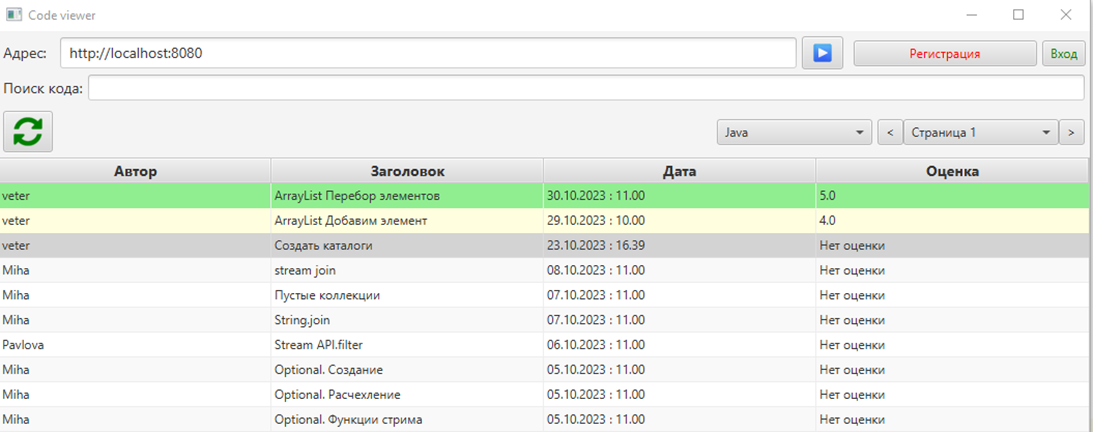 Code viewer
Адрес: http://localhost:8080 Регистрация Вход
Поиск кода:
Java < Страница 1 >
Автор Заголовок Дата Оценка
veter ArrayList Перебор элементов 30.10.2023 : 11.00 5.0
veter ArrayList Добавим элемент 29.10.2023 : 10.00 4.0
veter Создать каталоги 23.10.2023 : 16.39 Нет оценки
Miha stream join 08.10.2023 : 11.00 Нет оценки
Miha Пустые коллекции 07.10.2023 : 11.00 Нет оценки
Miha String.join 07.10.2023 : 11.00 Нет оценки
Pavlova Stream API.filter 06.10.2023 : 11.00 Нет оценки
Miha Optional. Создание 05.10.2023 : 11.00 Нет оценки
Miha Optional. Расчехление 05.10.2023 : 11.00 Нет оценки
Miha Optional. Функции стрима 05.10.2023 : 11.00 Нет оценки